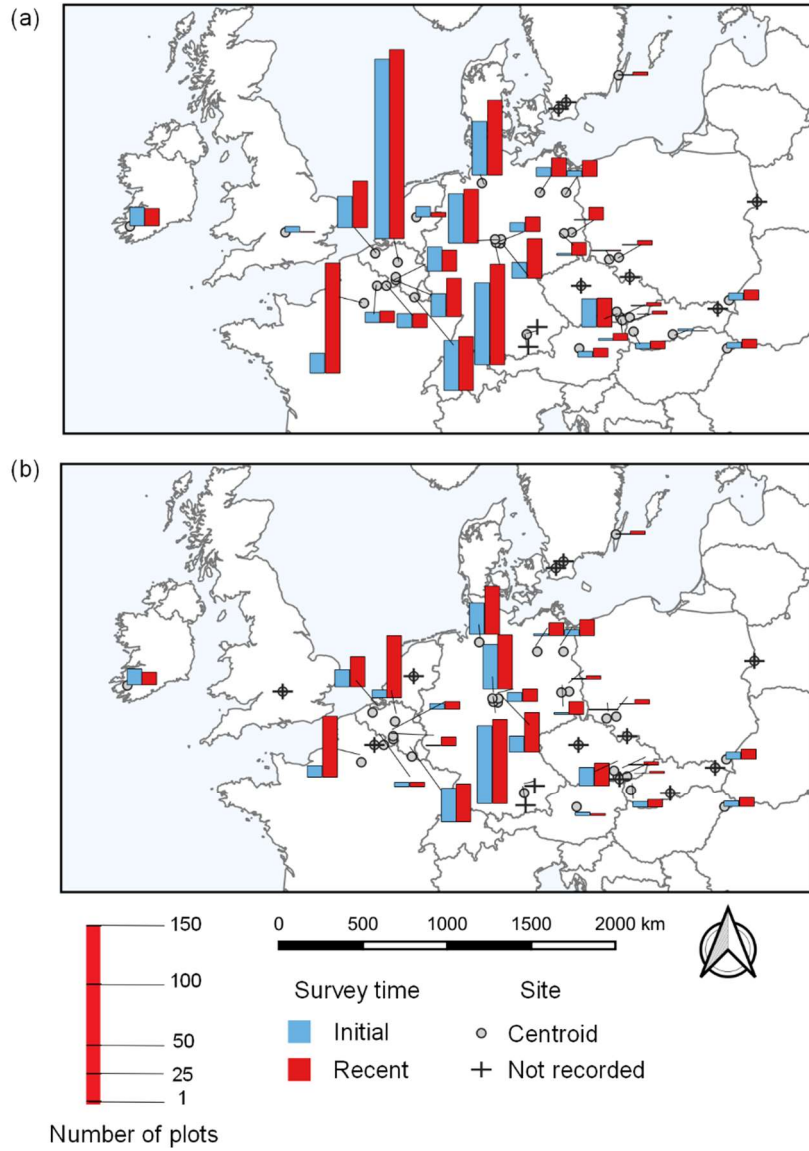 (a)
(b)
150
100
50
25
1
Number of plots
0 500 1000 1500 2000 km
Survey time
Initial
Recent
Site
Centroid
Not recorded